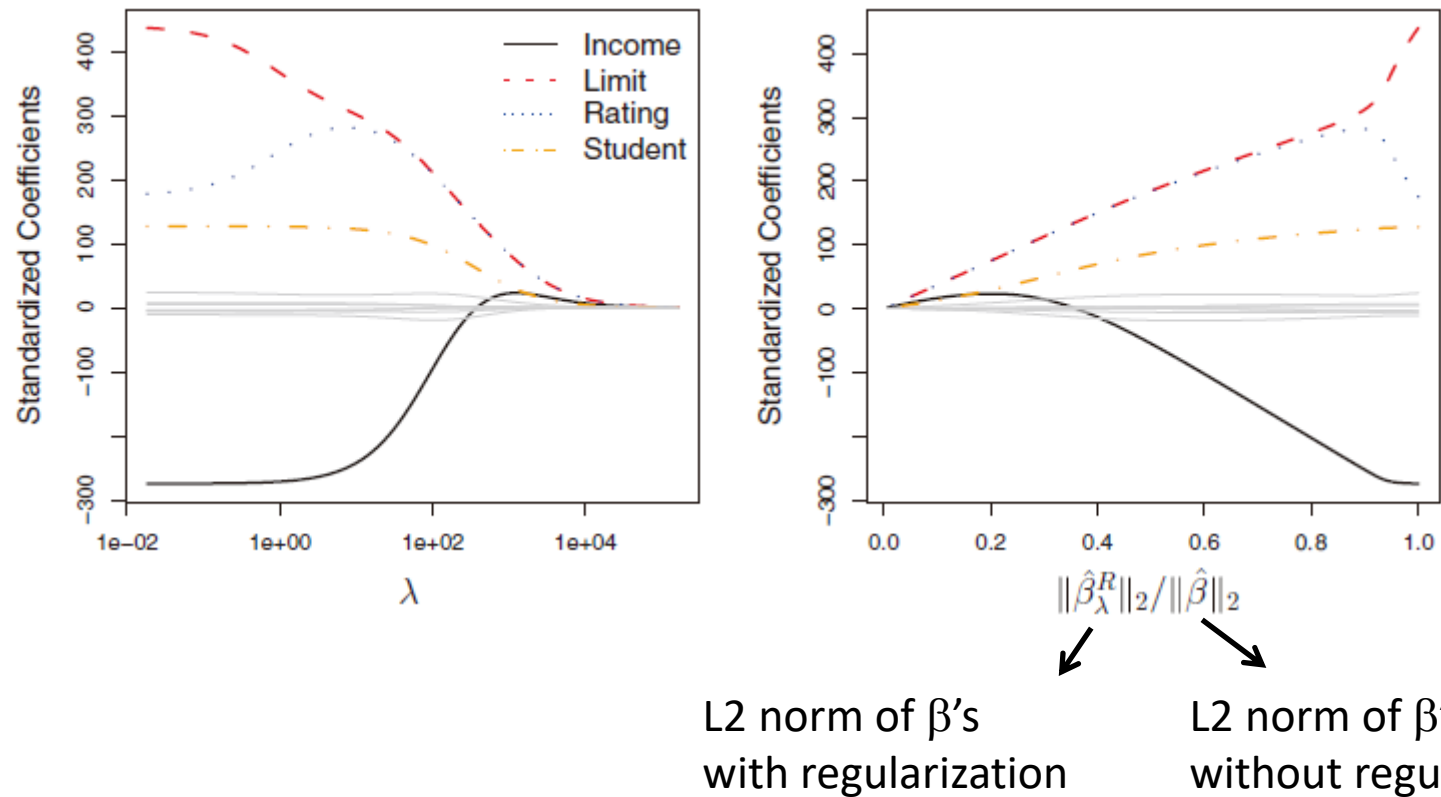 Standardized Coefficients
400
300
200
100
0
-100
-300
1e-02 1e+00 1e+02 1e+04
λ
Income
Limit
Rating
Student
Standardized Coefficients
400
300
200
100
0
-100
-300
0.0 0.2 0.4 0.6 0.8 1.0
‖β̂λᴿ‖₂/‖β̂‖₂
L2 norm of β’s
with regularization
L2 norm of β’
without regu